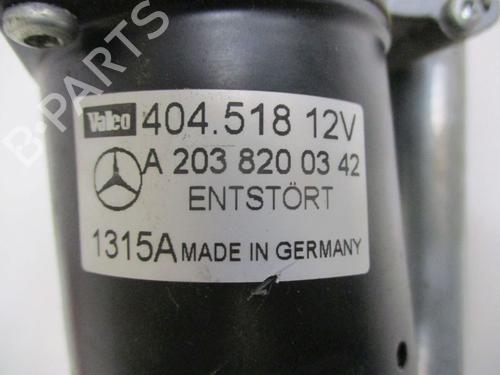 B-PARTS
Valeo 404.518 12V
A 203 820 03 42
ENTSTÖRT
1315A MADE IN GERMANY